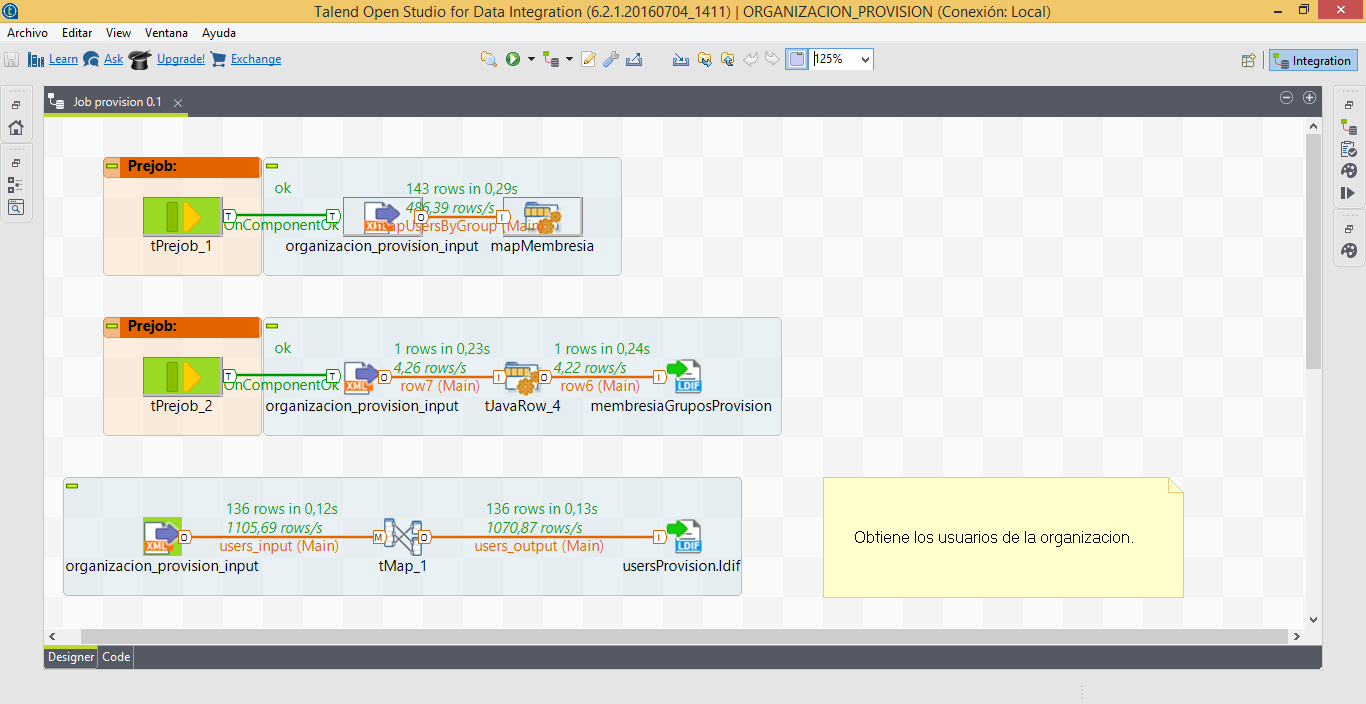 Talend Open Studio for Data Integration (6.2.1.20160704_1411) | ORGANIZACION_PROVISION (Conexión: Local)
Archivo Editar View Ventana Ayuda
Learn Ask Upgrade! Exchange 125% Integration
Job provision 0.1
Prejob:
ok
143 rows in 0,29s
486,39 rows/s
OnComponentOk
mapUsersByGroup (Main)
tPrejob_1 organizacion_provision_input mapMembresia
Prejob:
ok
1 rows in 0,23s 1 rows in 0,24s
4,26 rows/s 4,22 rows/s
OnComponentOk row7 (Main) row6 (Main)
tPrejob_2 organizacion_provision_input tJavaRow_4 membresiaGruposProvision
136 rows in 0,12s 136 rows in 0,13s
1105,69 rows/s 1070,87 rows/s
users_input (Main) users_output (Main)
organizacion_provision_input tMap_1 usersProvision.ldif
Obtiene los usuarios de la organizacion.
Designer Code